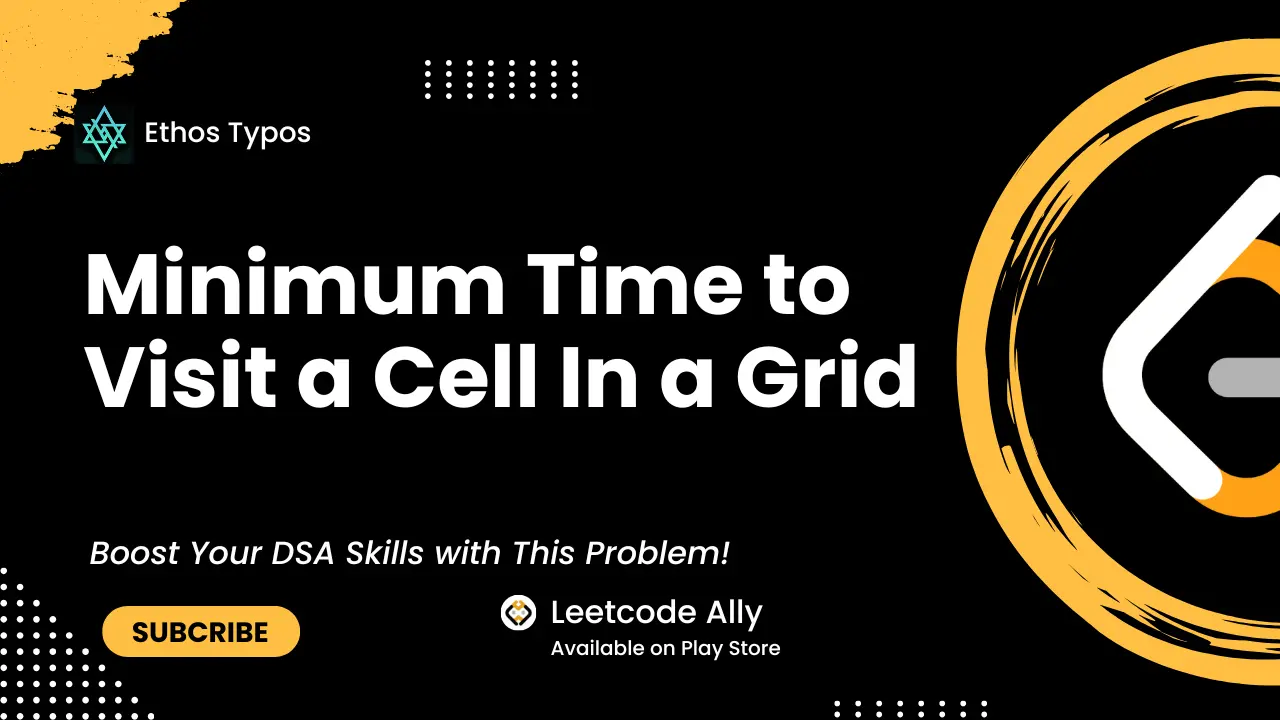 Ethos Typos
Minimum Time to
Visit a Cell In a Grid
Boost Your DSA Skills with This Problem!
SUBCRIBE
Leetcode Ally
Available on Play Store